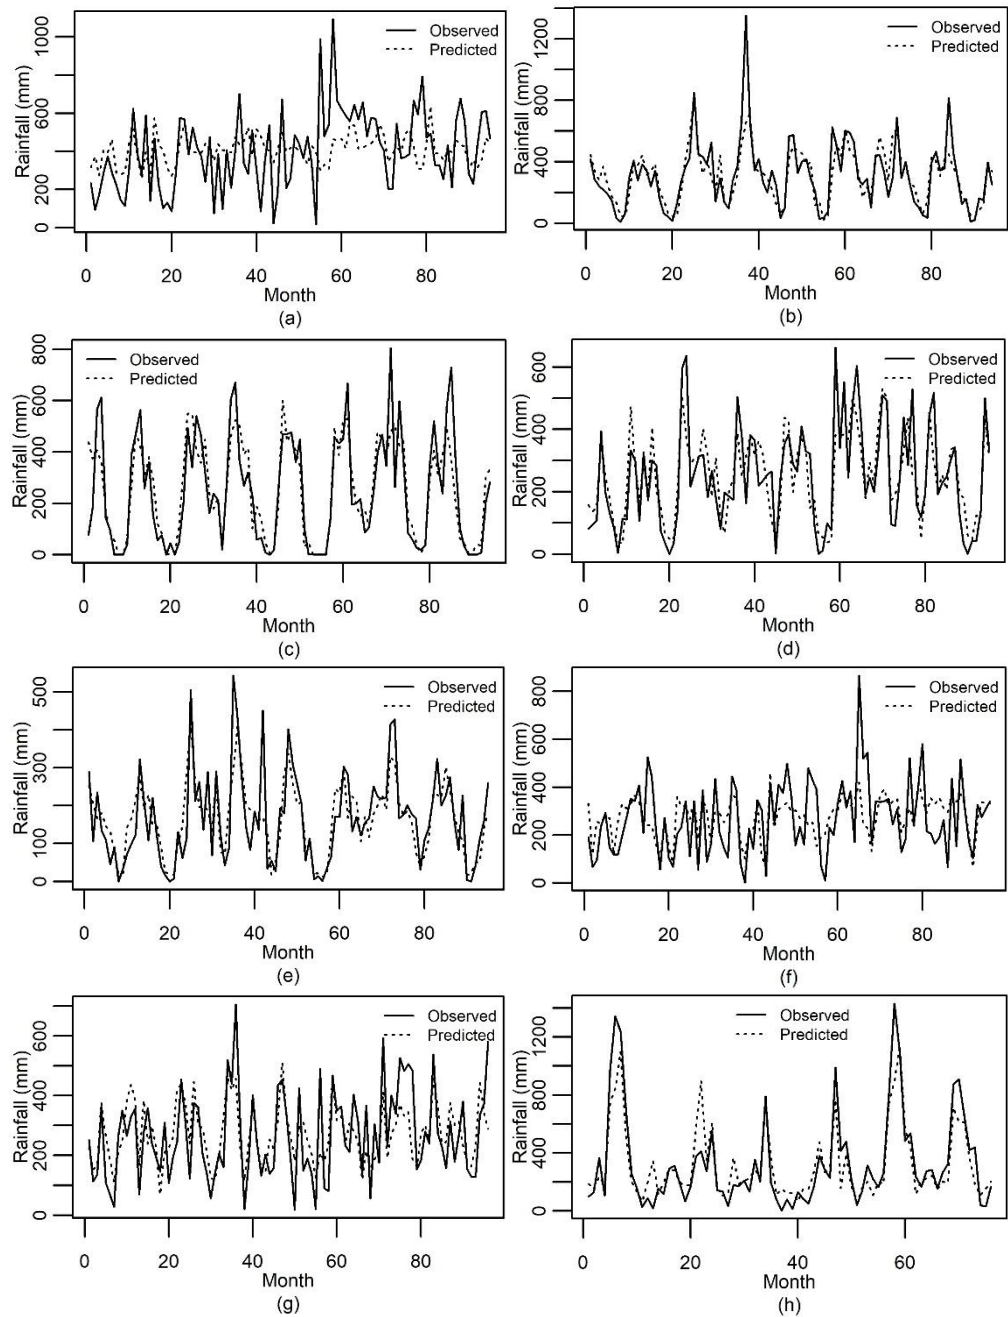 Rainfall (mm)
0 200 400 600 1000
Observed
Predicted
0 20 40 60 80
Month
(a)
Rainfall (mm)
0 400 800 1200
Observed
Predicted
0 20 40 60 80
Month
(b)
Rainfall (mm)
0 200 400 600 800
Observed
Predicted
0 20 40 60 80
Month
(c)
Rainfall (mm)
0 200 400 600
Observed
Predicted
0 20 40 60 80
Month
(d)
Rainfall (mm)
0 100 300 500
Observed
Predicted
0 20 40 60 80
Month
(e)
Rainfall (mm)
0 200 400 600 800
Observed
Predicted
0 20 40 60 80
Month
(f)
Rainfall (mm)
0 200 400 600
Observed
Predicted
0 20 40 60 80
Month
(g)
Rainfall (mm)
0 400 800 1200
Observed
Predicted
0 20 40 60
Month
(h)